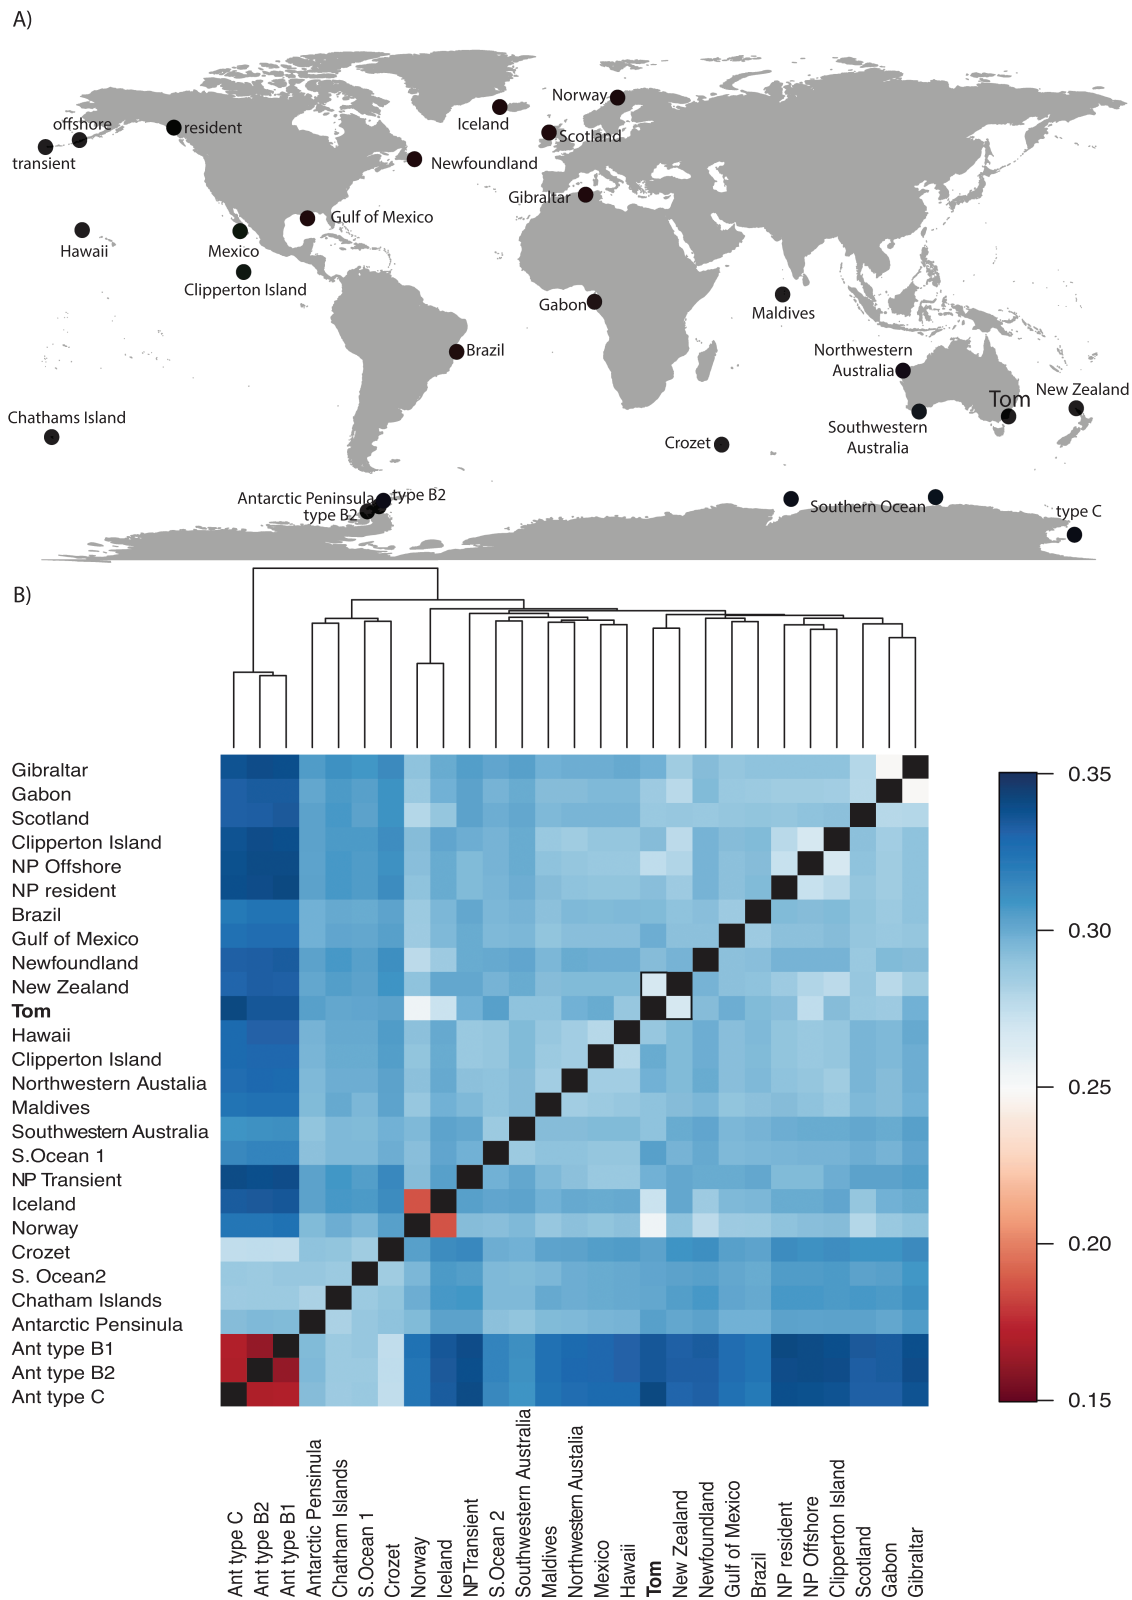 A)
Norway
Iceland
Scotland
offshore
resident
transient
Newfoundland
Gibraltar
Gulf of Mexico
Hawaii
Mexico
Clipperton Island
Gabon
Maldives
Brazil
Northwestern
Australia
New Zealand
Tom
Chathams Island
Southwestern
Australia
Crozet
Antarctic Peninsula
type B2
type B2
Southern Ocean
type C
B)
Gibraltar
Gabon
Scotland
Clipperton Island
NP Offshore
NP resident
Brazil
Gulf of Mexico
Newfoundland
New Zealand
Tom
Hawaii
Clipperton Island
Northwestern Austalia
Maldives
Southwestern Australia
S.Ocean 1
NP Transient
Iceland
Norway
Crozet
S. Ocean2
Chatham Islands
Antarctic Pensinula
Ant type B1
Ant type B2
Ant type C
0.35
0.30
0.25
0.20
0.15
Ant type C
Ant type B2
Ant type B1
Antarctic Pensinula
Chatham Islands
S.Ocean 1
Crozet
Norway
Iceland
NP Transient
S.Ocean 2
Southwestern Australia
Maldives
Northwestern Austalia
Mexico
Hawaii
Tom
New Zealand
Newfoundland
Gulf of Mexico
Brazil
NP resident
NP Offshore
Clipperton Island
Scotland
Gabon
Gibraltar